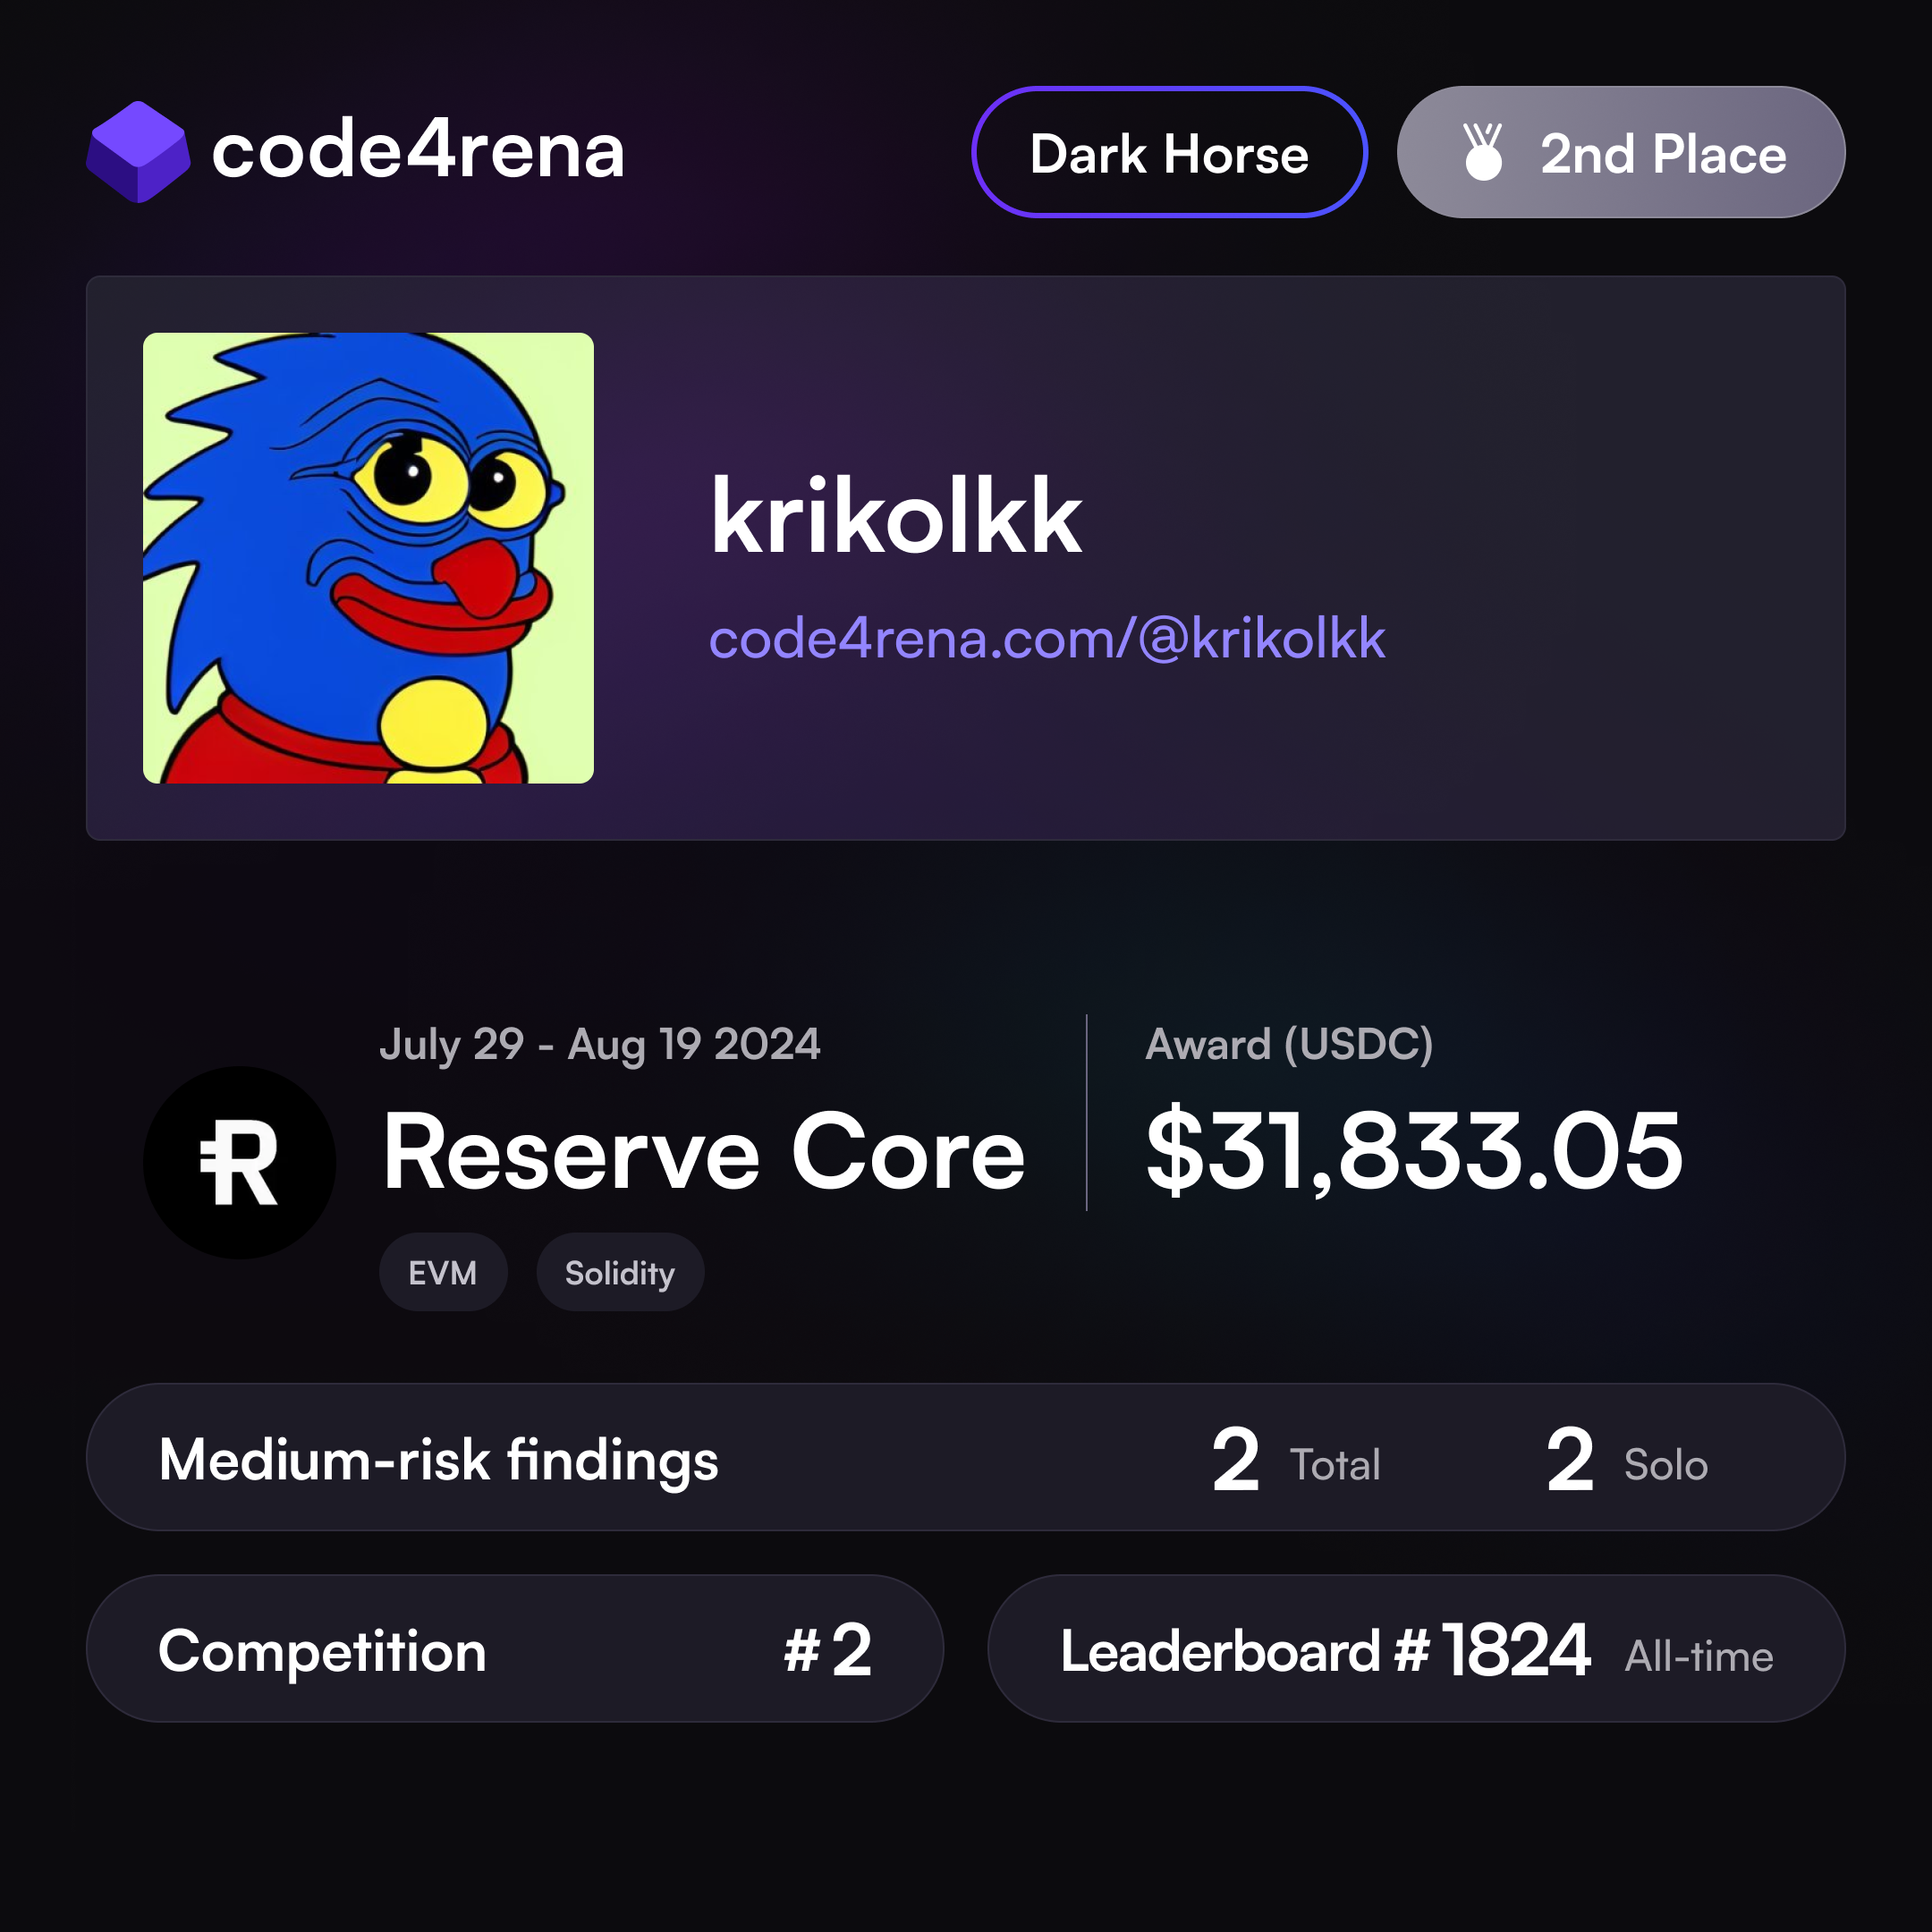 code4rena
Dark Horse
2nd Place
krikolkk
code4rena.com/@krikolkk
July 29 - Aug 19 2024
Reserve Core
EVM
Solidity
Award (USDC)
$31,833.05
Medium-risk findings
2 Total
2 Solo
Competition
#2
Leaderboard #1824 All-time